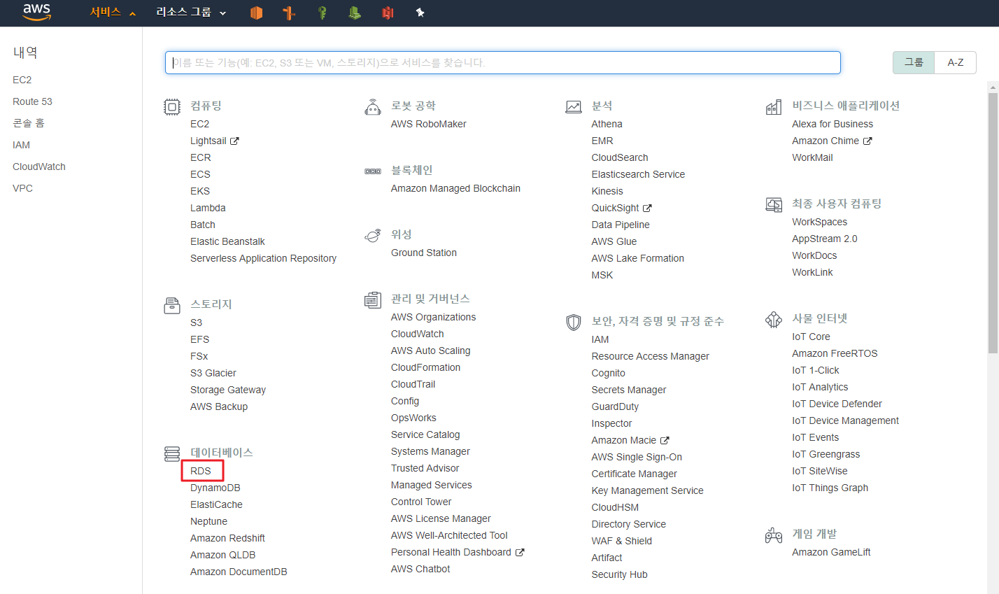 aws
서비스
리소스 그룹
내역
EC2
Route 53
콘솔 홈
IAM
CloudWatch
VPC
이름 또는 기능(예: EC2, S3 또는 VM, 스토리지)으로 서비스를 찾습니다.
그룹
A-Z
컴퓨팅
EC2
Lightsail
ECR
ECS
EKS
Lambda
Batch
Elastic Beanstalk
Serverless Application Repository
스토리지
S3
EFS
FSx
S3 Glacier
Storage Gateway
AWS Backup
데이터베이스
RDS
DynamoDB
ElastiCache
Neptune
Amazon Redshift
Amazon QLDB
Amazon DocumentDB
로봇 공학
AWS RoboMaker
블록체인
Amazon Managed Blockchain
위성
Ground Station
관리 및 거버넌스
AWS Organizations
CloudWatch
AWS Auto Scaling
CloudFormation
CloudTrail
Config
OpsWorks
Service Catalog
Systems Manager
Trusted Advisor
Managed Services
Control Tower
AWS License Manager
AWS Well-Architected Tool
Personal Health Dashboard
AWS Chatbot
분석
Athena
EMR
CloudSearch
Elasticsearch Service
Kinesis
QuickSight
Data Pipeline
AWS Glue
AWS Lake Formation
MSK
보안, 자격 증명 및 규정 준수
IAM
Resource Access Manager
Cognito
Secrets Manager
GuardDuty
Inspector
Amazon Macie
AWS Single Sign-On
Certificate Manager
Key Management Service
CloudHSM
Directory Service
WAF & Shield
Artifact
Security Hub
비즈니스 애플리케이션
Alexa for Business
Amazon Chime
WorkMail
최종 사용자 컴퓨팅
WorkSpaces
AppStream 2.0
WorkDocs
WorkLink
사물 인터넷
IoT Core
Amazon FreeRTOS
IoT 1-Click
IoT Analytics
IoT Device Defender
IoT Device Management
IoT Events
IoT Greengrass
IoT SiteWise
IoT Things Graph
게임 개발
Amazon GameLift